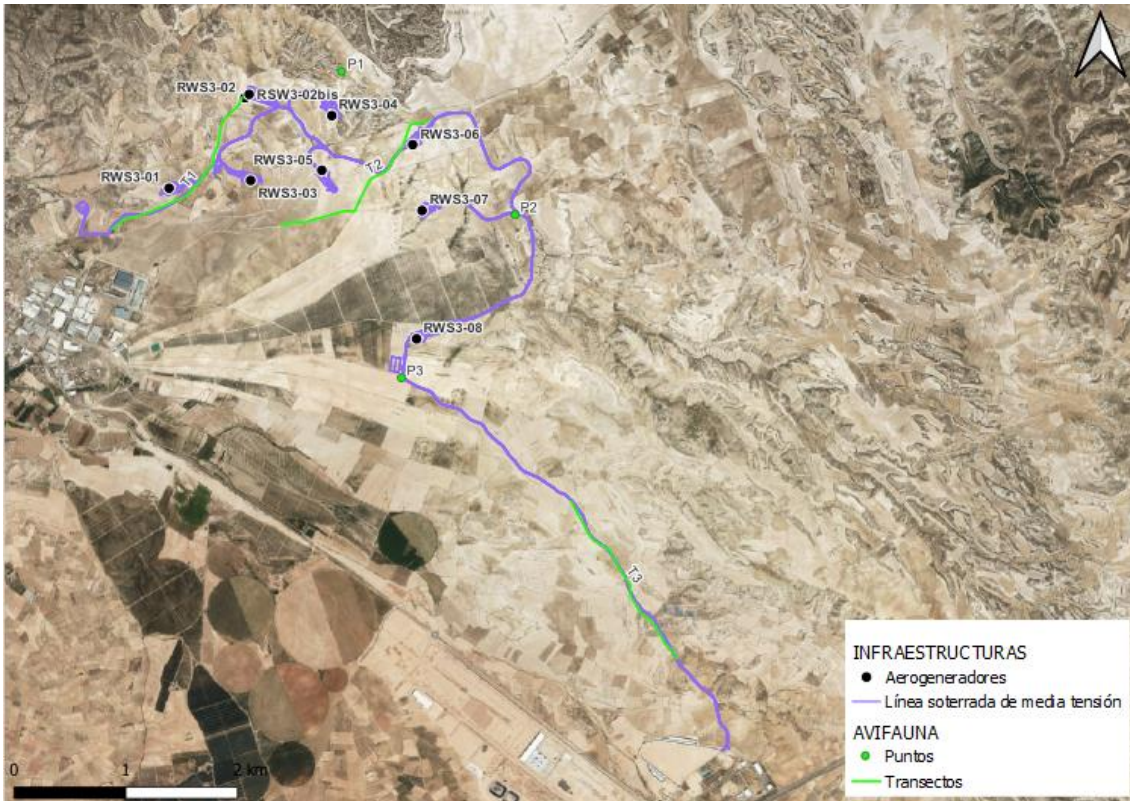 P1
RWS3-02
RSW3-02bis
RWS3-04
RWS3-06
RWS3-05
T2
RWS3-01
T1
RWS3-03
RWS3-07
P2
RWS3-08
P3
T3
INFRAESTRUCTURAS
Aerogeneradores
Línea soterrada de media tensión
AVIFAUNA
Puntos
Transectos
0 1 2 km